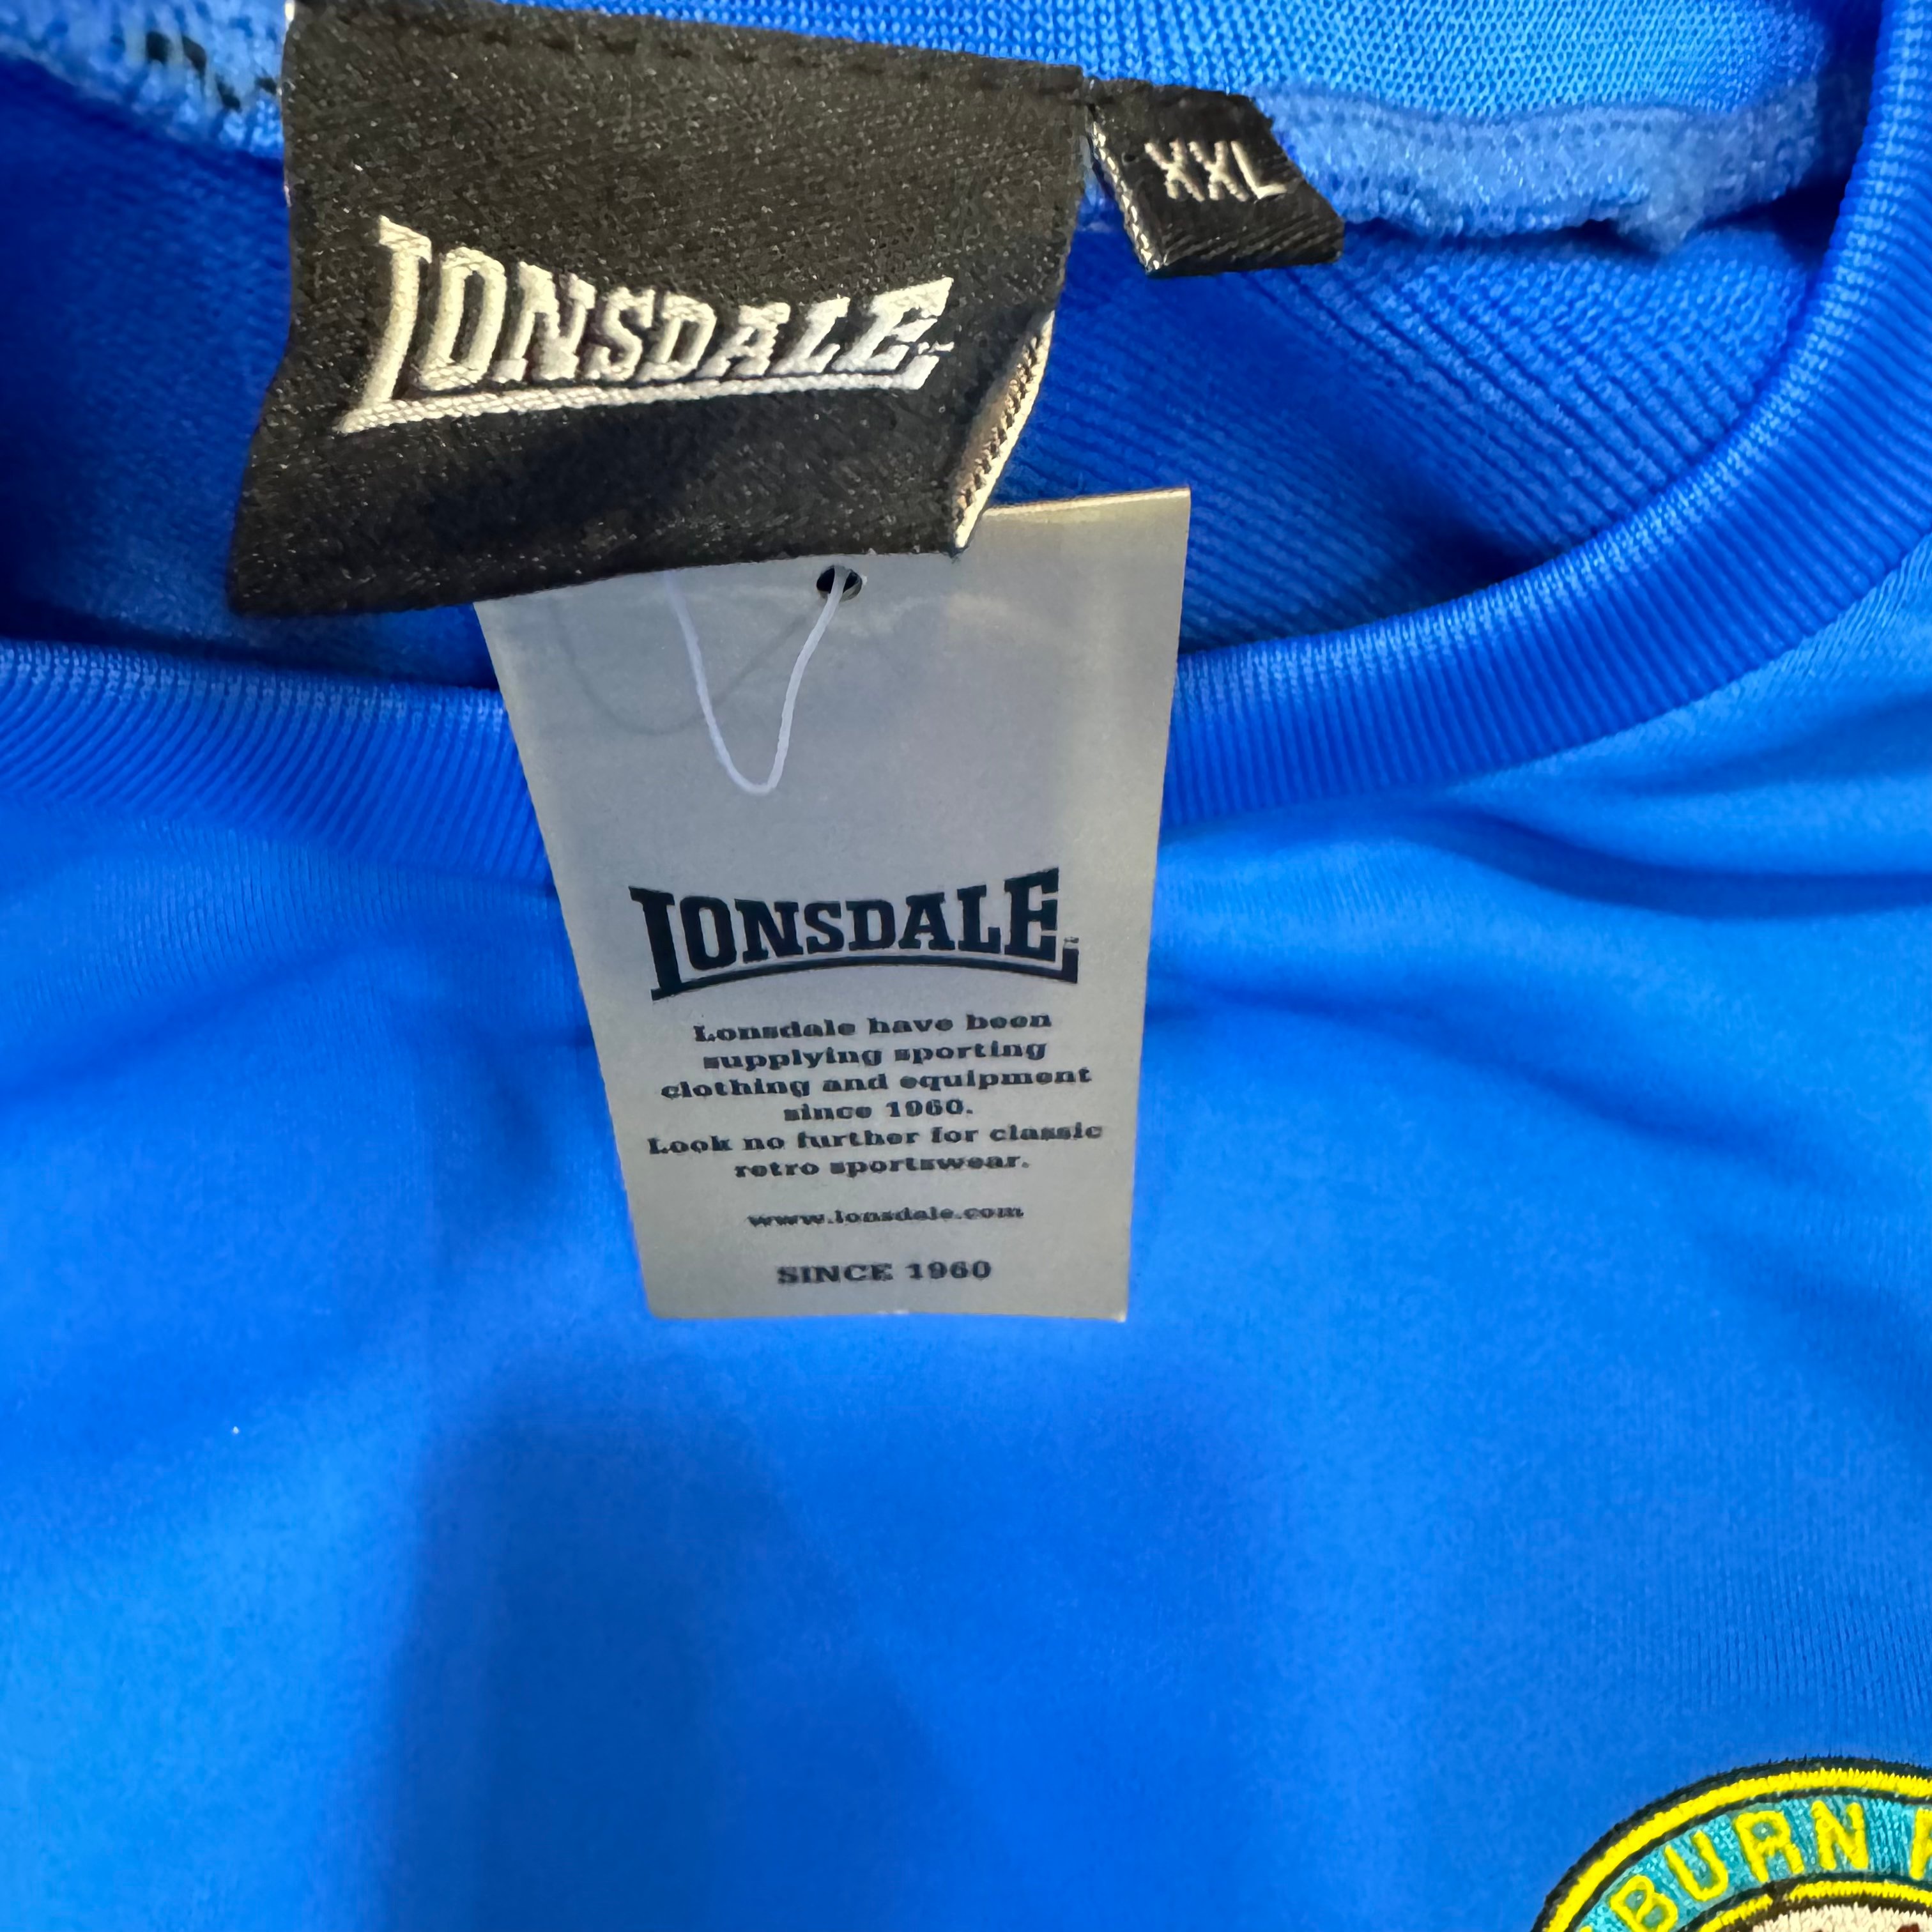 LONSDALE
XXL
LONSDALE
Lonsdale have been
supplying sporting
clothing and equipment
since 1960.
Look no further for classic
retro sportswear.
www.lonsdale.com
SINCE 1960
BURN